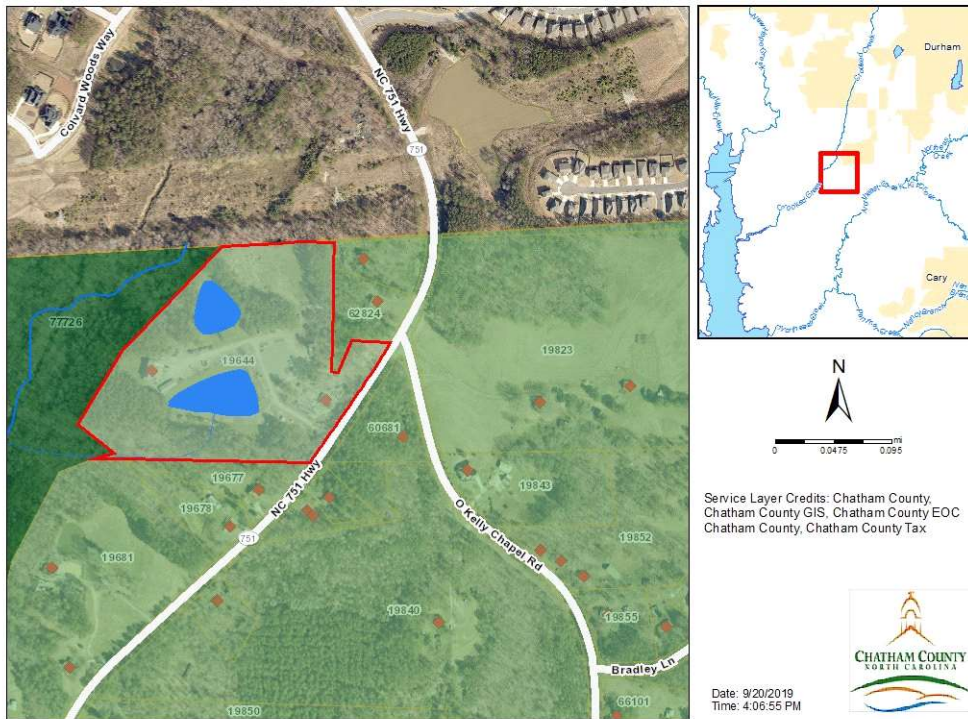 Colvard Woods Way
NC 751 Hwy
751
77726
62824
19644
19823
60681
19677
19678
NC 751 Hwy
19843
751
19681
O Kelly Chapel Rd
19852
19840
19855
Bradley Ln
19850
66101
Durham
Crooked Creek
Cary
N
0 0.0475 0.095 mi
Service Layer Credits: Chatham County,
Chatham County GIS, Chatham County EOC
Chatham County, Chatham County Tax
CHATHAM COUNTY
NORTH CAROLINA
Date: 9/20/2019
Time: 4:06:55 PM